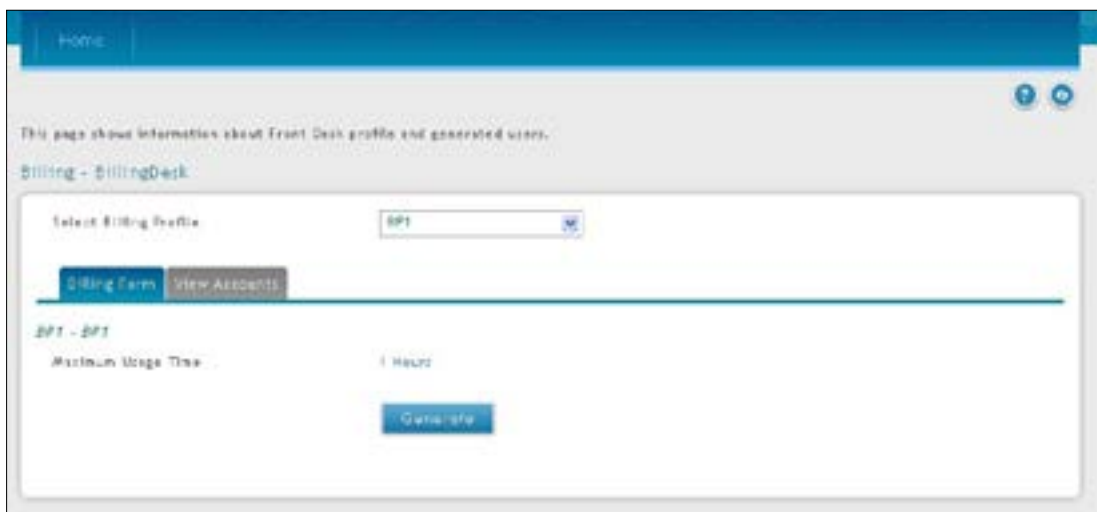 Home
This page shows information about Front Desk profile and generated users.
Billing - BillingDesk
Select Billing Profile
BP1
Billing Form
View Accounts
BP1 - BP1
Maximum Usage Time
1 Hours
Generate